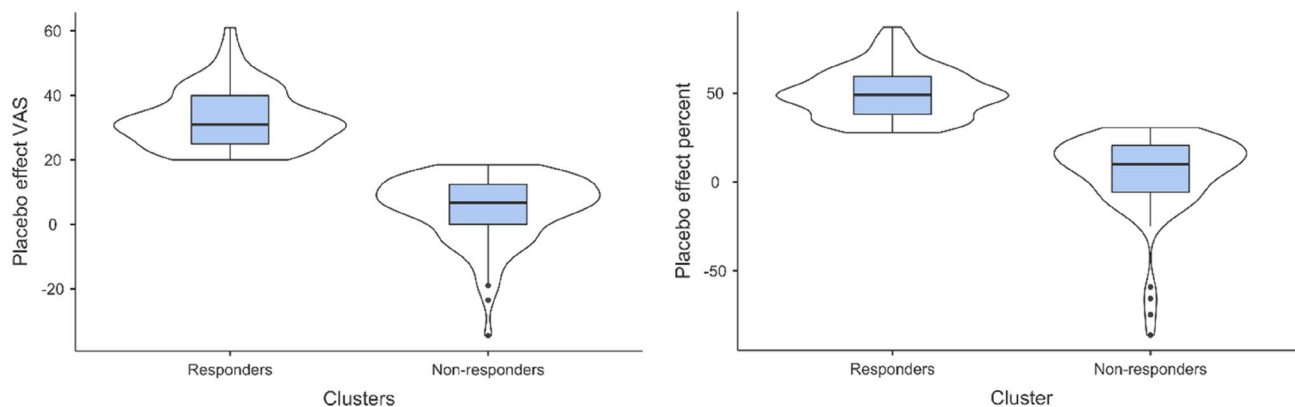 Placebo effect VAS
60
40
20
0
-20
Responders
Non-responders
Clusters
Placebo effect percent
50
0
-50
Responders
Non-responders
Cluster